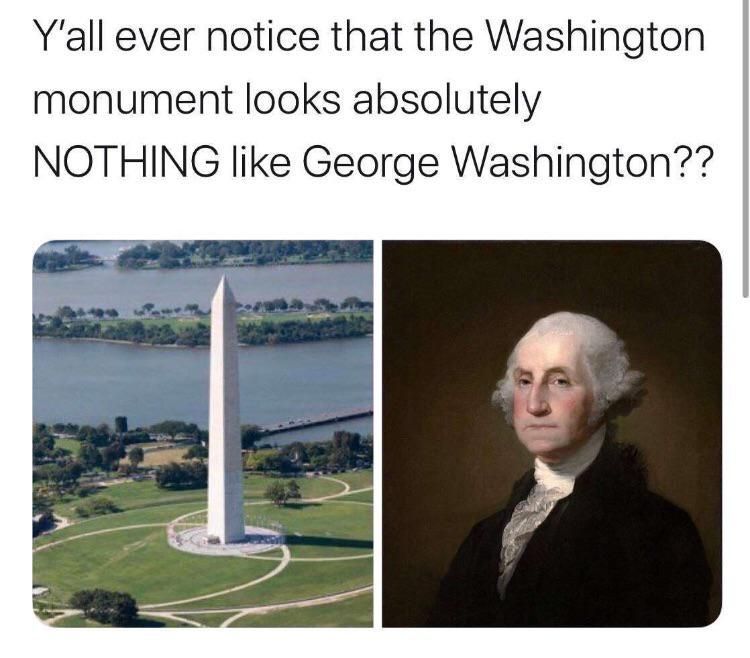 Y'all ever notice that the Washington
monument looks absolutely
NOTHING like George Washington??